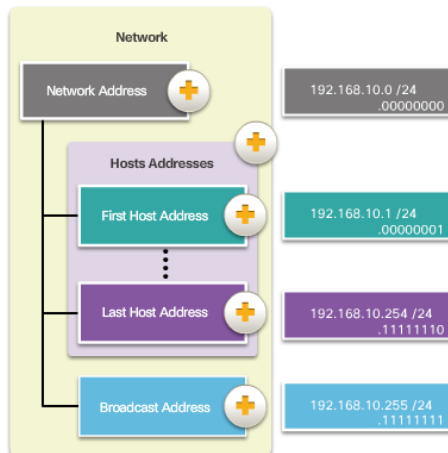 Network
Network Address
192.168.10.0 /24
.00000000
Hosts Addresses
First Host Address
192.168.10.1 /24
.00000001
Last Host Address
192.168.10.254 /24
.11111110
Broadcast Address
192.168.10.255 /24
.11111111